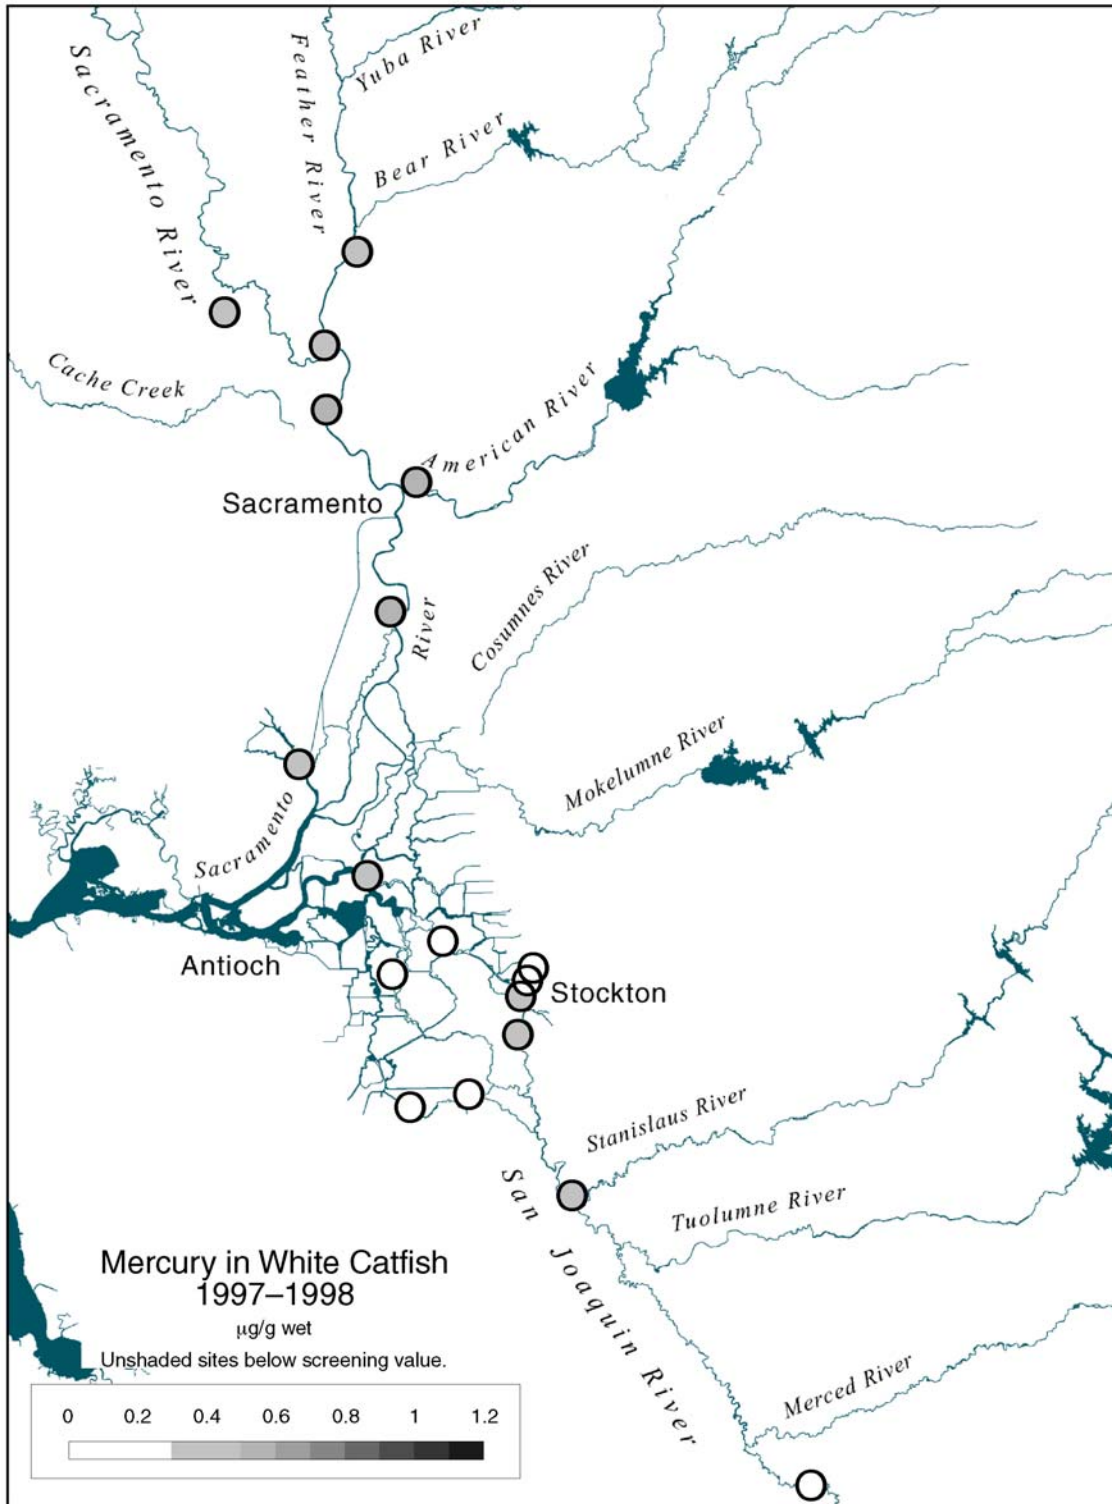 Sacramento River
Feather River
Yuba River
Bear River
Cache Creek
American River
Sacramento
Cosumnes River
River
Mokelumne River
Sacramento
Antioch
Stockton
Stanislaus River
San Joaquin River
Tuolumne River
Merced River
Mercury in White Catfish
1997–1998
µg/g wet
Unshaded sites below screening value.
0 0.2 0.4 0.6 0.8 1 1.2